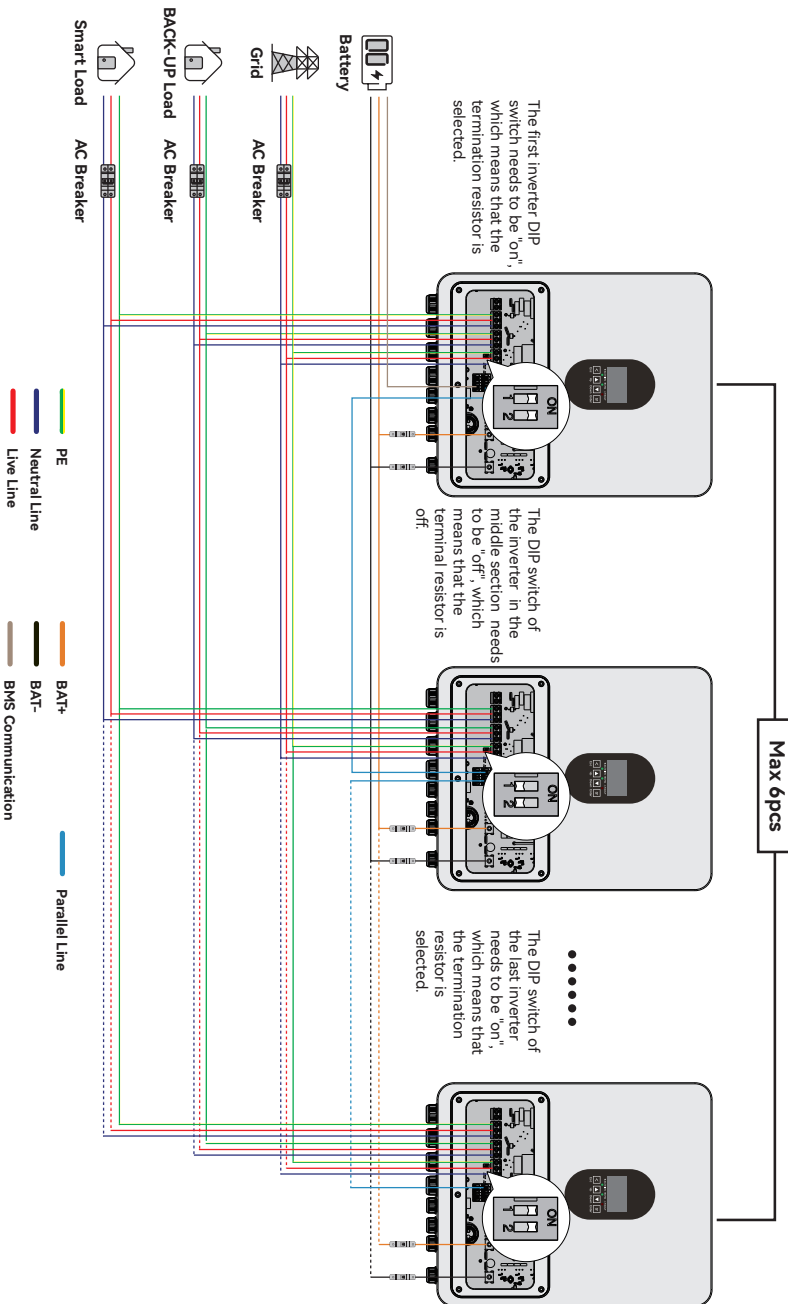 Max 6pcs
The first inverter DIP
switch needs to be "on",
which means that the
termination resistor is
selected.
The DIP switch of
the inverter in the
middle section needs
to be "off", which
means that the
terminal resistor is
off.
The DIP switch of
the last inverter
needs to be "on",
which means that
the termination
resistor is
selected.
ON
1 2
ON
1 2
ON
1 2
Battery
Grid
AC Breaker
BACK-UP Load
AC Breaker
Smart Load
AC Breaker
PE
BAT+
Parallel Line
Neutral Line
BAT-
Live Line
BMS Communication